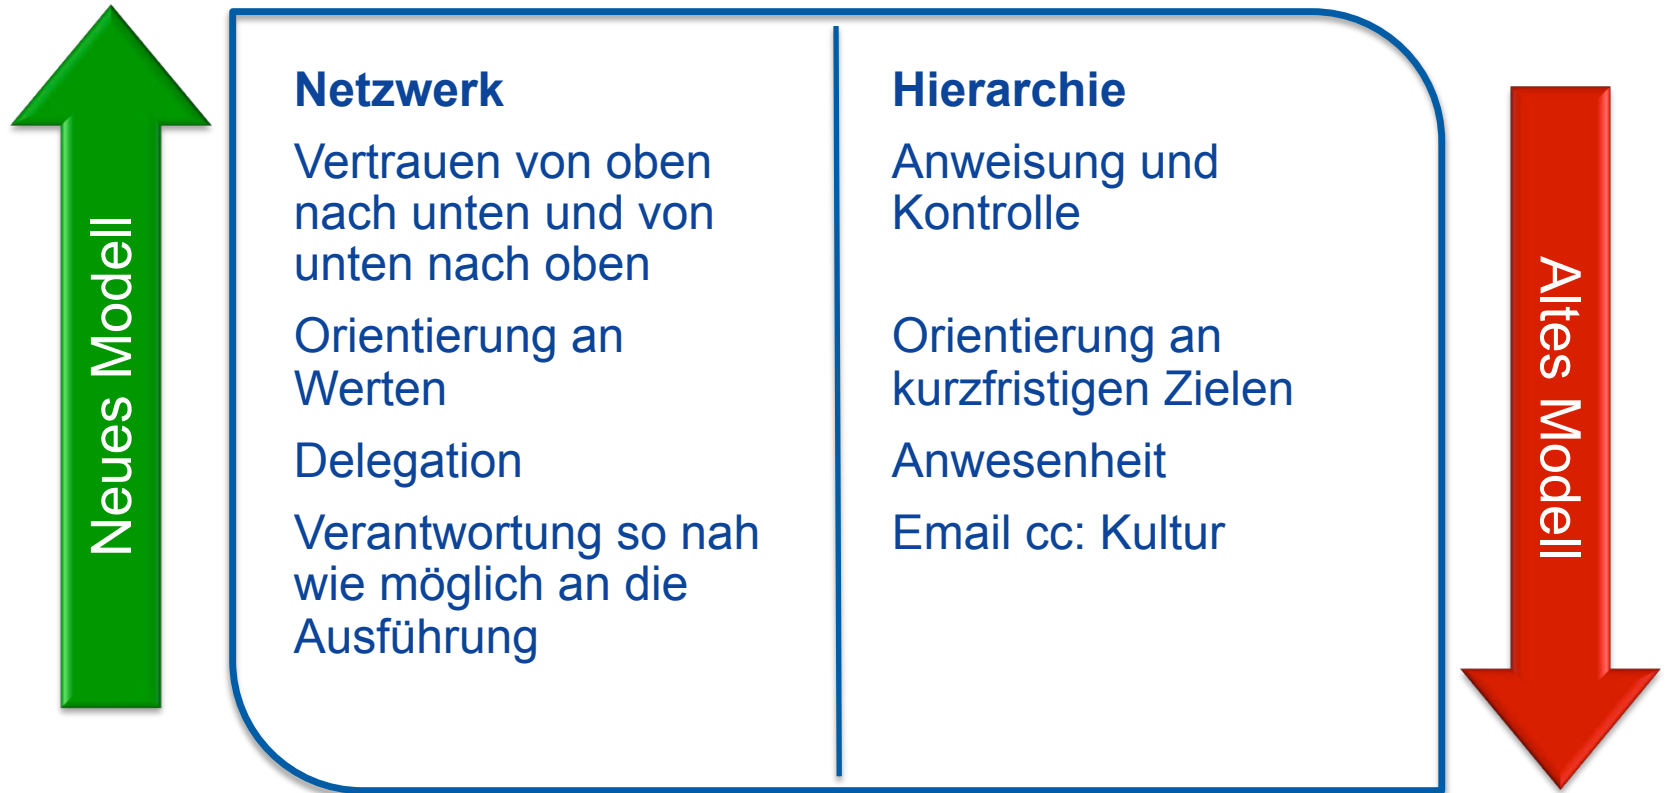 Neues Modell
Netzwerk
Vertrauen von oben
nach unten und von
unten nach oben
Orientierung an
Werten
Delegation
Verantwortung so nah
wie möglich an die
Ausführung
Hierarchie
Anweisung und
Kontrolle
Orientierung an
kurzfristigen Zielen
Anwesenheit
Email cc: Kultur
Altes Modell